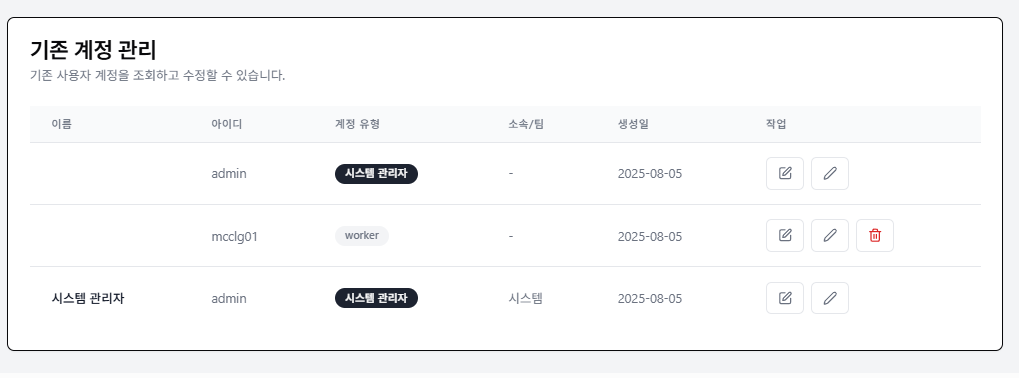 기존 계정 관리
기존 사용자 계정을 조회하고 수정할 수 있습니다.
이름 아이디 계정 유형 소속/팀 생성일 작업
admin 시스템 관리자 - 2025-08-05
mcclg01 worker - 2025-08-05
시스템 관리자 admin 시스템 관리자 시스템 2025-08-05